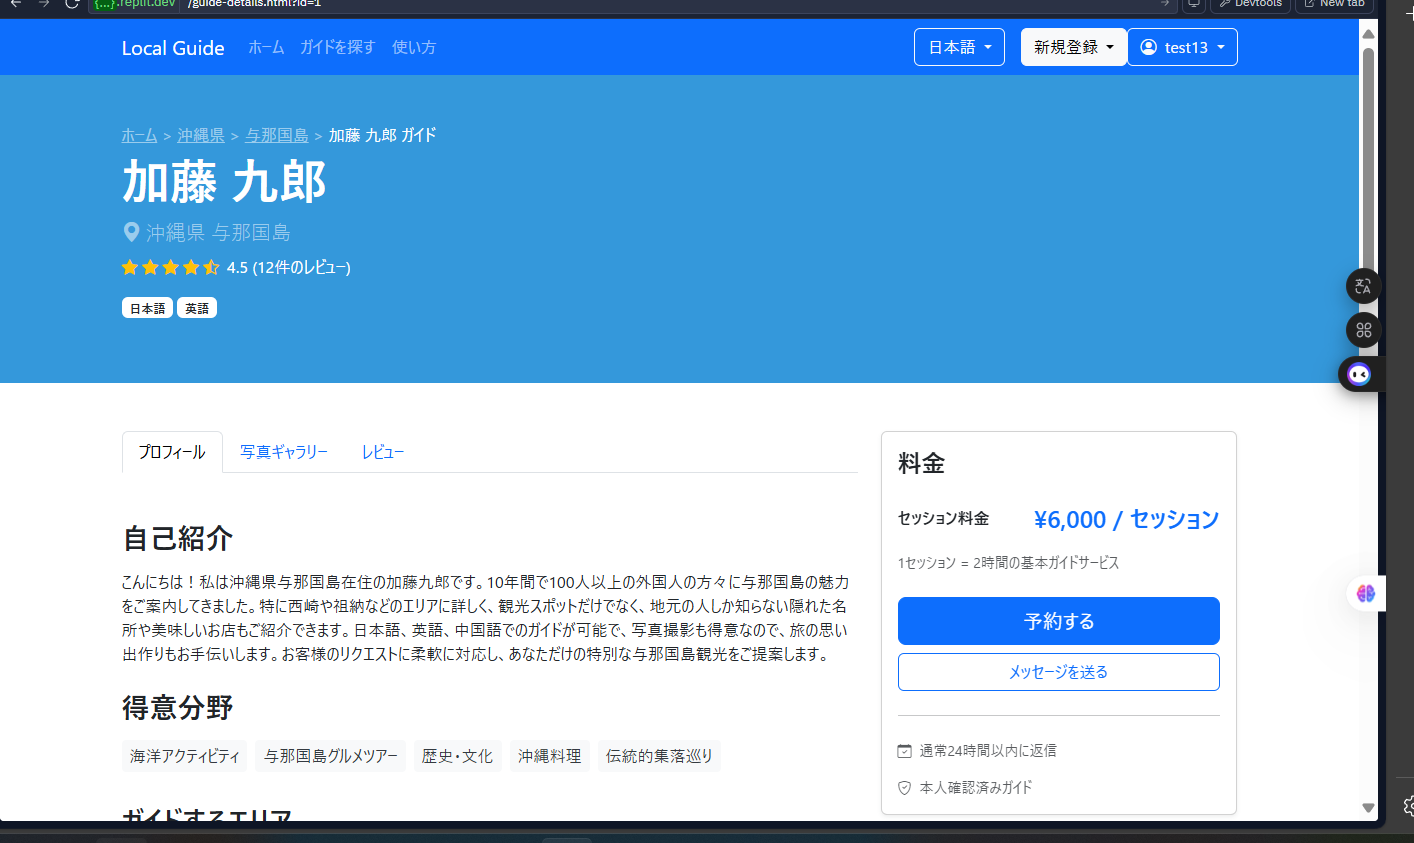 {...}.replit.dev /guide-details.html?id=1
Devtools
New tab
Local Guide ホーム ガイドを探す 使い方
日本語 新規登録 test13
ホーム > 沖縄県 > 与那国島 > 加藤 九郎 ガイド
加藤 九郎
沖縄県 与那国島
4.5 (12件のレビュー)
日本語 英語
プロフィール 写真ギャラリー レビュー
自己紹介
こんにちは！私は沖縄県与那国島在住の加藤九郎です。10年間で100人以上の外国人の方々に与那国島の魅力
をご案内してきました。特に西崎や祖納などのエリアに詳しく、観光スポットだけでなく、地元の人しか知らない隠れた名
所や美味しいお店もご紹介できます。日本語、英語、中国語でのガイドが可能で、写真撮影も得意なので、旅の思い
出作りもお手伝いします。お客様のリクエストに柔軟に対応し、あなただけの特別な与那国島観光をご提案します。
得意分野
海洋アクティビティ 与那国島グルメツアー 歴史・文化 沖縄料理 伝統的集落巡り
ガイドするエリア
料金
セッション料金 ¥6,000 / セッション
1セッション = 2時間の基本ガイドサービス
予約する
メッセージを送る
通常24時間以内に返信
本人確認済みガイド